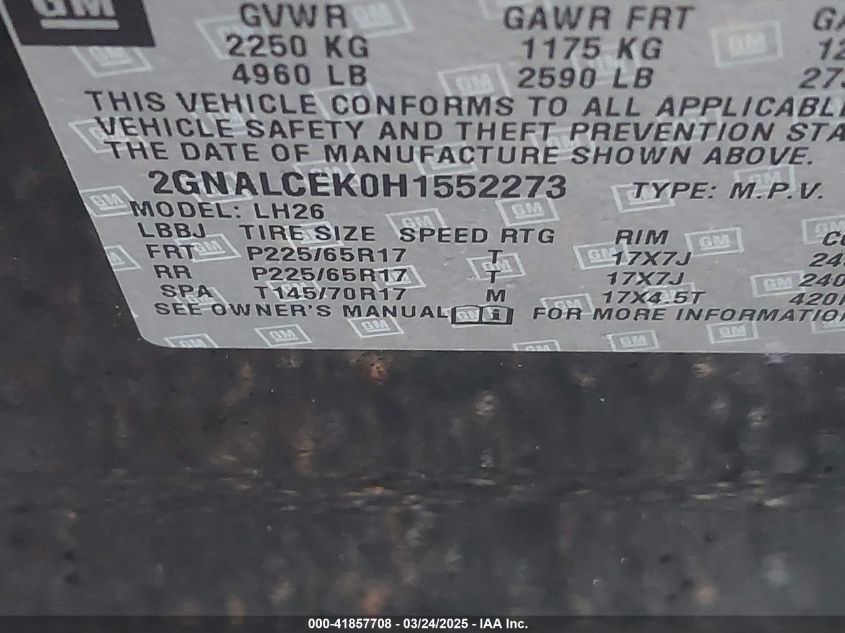 GM
GVWR GAWR FRT
2250 KG 1175 KG
4960 LB 2590 LB
THIS VEHICLE CONFORMS TO ALL
VEHICLE SAFETY AND THEFT PREVENTION
THE DATE OF MANUFACTURE SHOWN ABOVE.
2GNALCEK0H1552273 TYPE: M.P.V.
MODEL: LH26
LBBJ TIRE SIZE SPEED RTG RIM
FRT P225/65R17 T 17X7J
RR P225/65R17 T 17X7J
SPA T145/70R17 M 17X4.5T
SEE OWNER'S MANUAL FOR MORE
000-41857708 - 03/24/2025 - IAA Inc.